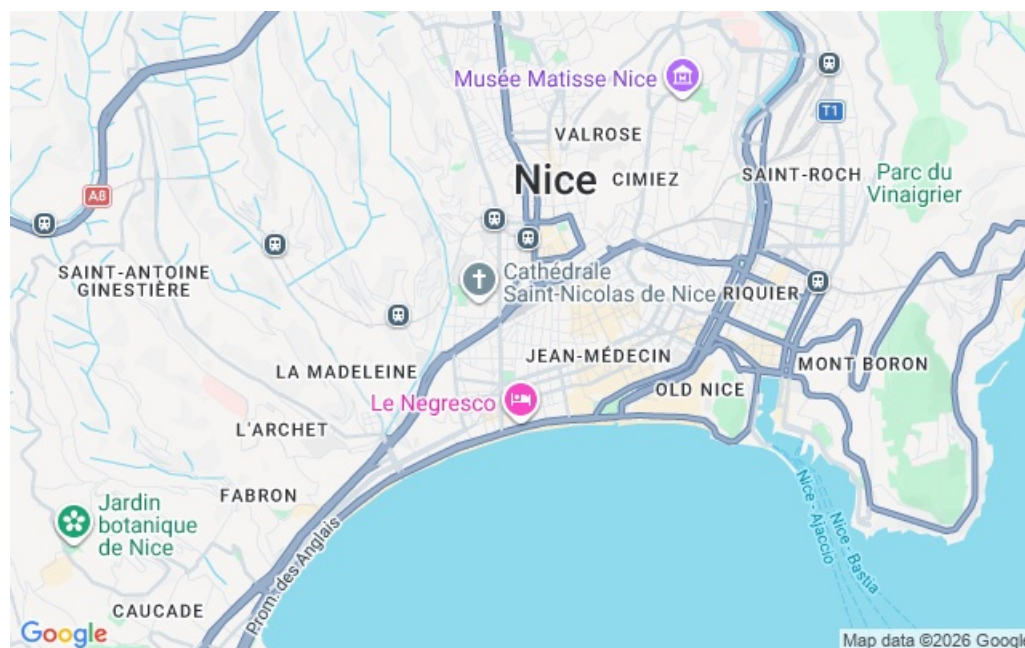 Musée Matisse Nice
T1
VALROSE
Nice
CIMIEZ
SAINT-ROCH
Parc du
Vinaigrier
A8
SAINT-ANTOINE
GINESTIÈRE
Cathédrale
Saint-Nicolas de Nice
RIQUIER
JEAN-MÉDECIN
MONT BORON
LA MADELEINE
OLD NICE
Le Negresco
L'ARCHET
FABRON
Jardin
botanique
de Nice
Prom. des Anglais
Nice - Ajaccio
Nice - Bastia
CAUCADE
Google
Map data ©2026 Google